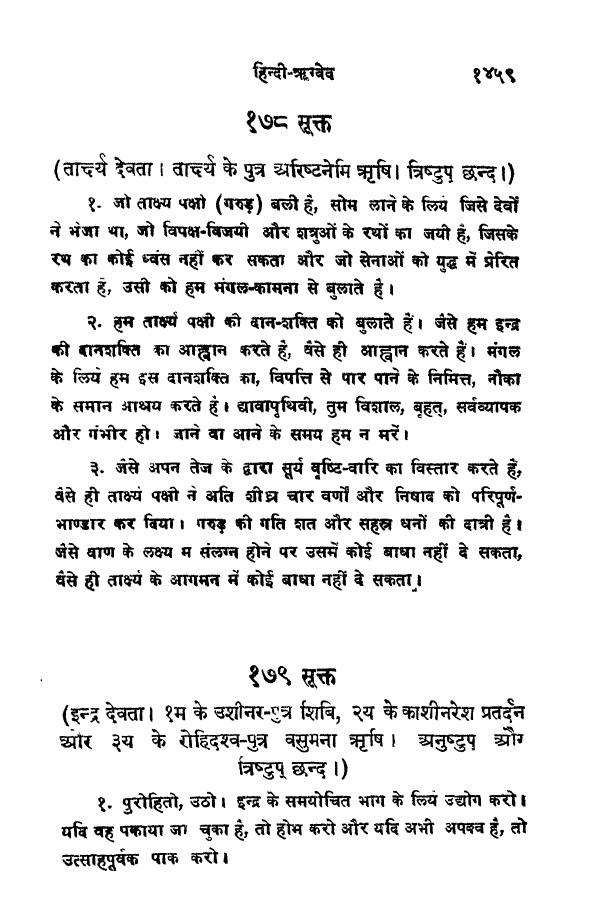 हिन्दी-ऋग्वेद १४५९
१७८ सूक्त
(तार्क्ष्य देवता। तार्क्ष्य के पुत्र अरिष्टनेमि ऋषि। त्रिष्टुप् छन्द।)
१. जो तार्क्ष्य पक्षी (गरुड़) बली है, सोम लाने के लिये जिसे देवों
ने भेजा था, जो विपक्ष-विजयी और शत्रुओं के रथों का जयी है, जिसके
रथ का कोई ध्वंस नहीं कर सकता और जो सेनाओं को युद्ध में प्रेरित
करता है, उसी को हम मंगल-कामना से बुलाते हैं।
२. हम तार्क्ष्य पक्षी की दान-शक्ति को बुलाते हैं। जैसे हम इन्द्र
की दानशक्ति का आह्वान करते हैं, वैसे ही आह्वान करते हैं। मंगल
के लिये हम इस दानशक्ति का, विपत्ति से पार पाने के निमित्त, नौका
के समान आश्रय करते हैं। द्यावापृथिवी, तुम विशाल, बृहत्, सर्वव्यापक
और गंभीर हो। जाने वा आने के समय हम न मरें।
३. जैसे अपन तेज के द्वारा सूर्य वृष्टि-वारि का विस्तार करते हैं,
वैसे ही तार्क्ष्य पक्षी ने अति शीघ्र चार वर्णों और निषाद को परिपूर्ण-
भाण्डार कर दिया। गरुड़ की गति शत और सहस्र धनों की दात्री है।
जैसे वाण के लक्ष्य म संलग्न होने पर उसमें कोई बाधा नहीं दे सकता,
वैसे ही तार्क्ष्य के आगमन में कोई बाधा नहीं दे सकता।
१७९ सूक्त
(इन्द्र देवता। १म के उशीनर-पुत्र शिबि, २य के काशीनरेश प्रतर्दन
और ३य के रोहिदश्व-पुत्र वसुमना ऋषि। अनुष्टुप् और
त्रिष्टुप् छन्द।)
१. पुरोहितो, उठो। इन्द्र के समयोचित भाग के लिये उद्योग करो।
यदि वह पकाया जा चुका है, तो होम करो और यदि अभी अपक्व है, तो
उत्साहपूर्वक पाक करो।